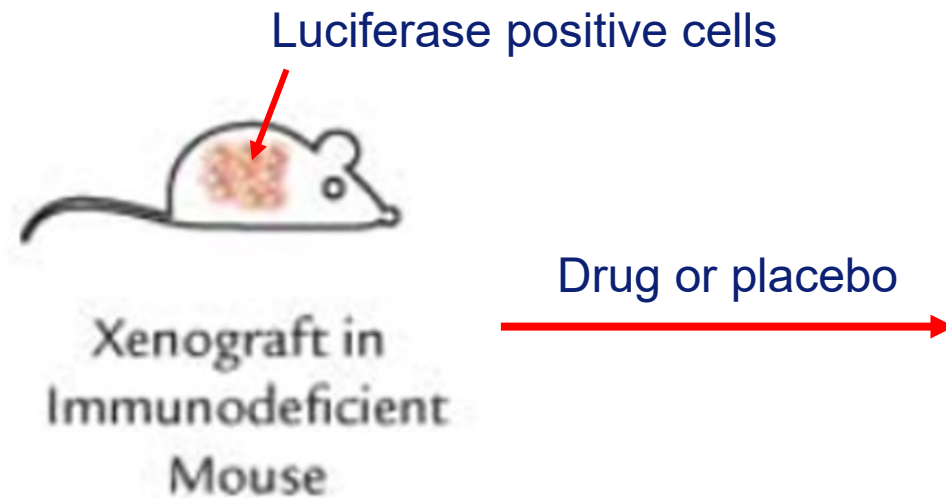 Luciferase positive cells
Drug or placebo
Xenograft in
Immunodeficient
Mouse